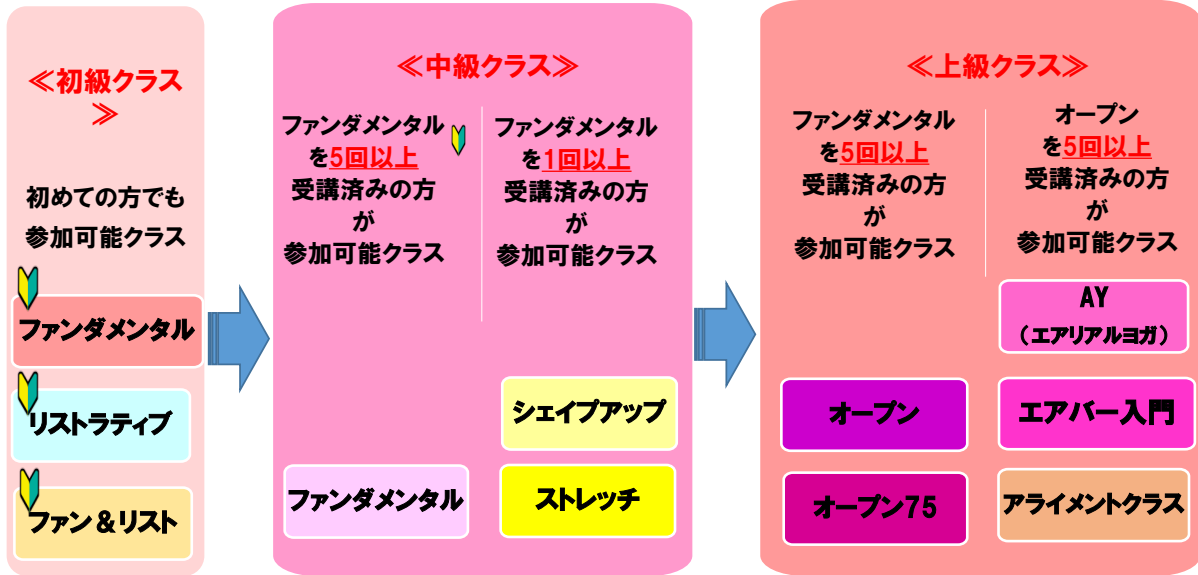 ≪初級クラス
≫
初めての方でも
参加可能クラス
ファンダメンタル
リストラティブ
ファン＆リスト
≪中級クラス≫
ファンダメンタル
を5回以上
受講済みの方
が
参加可能クラス
ファンダメンタル
を1回以上
受講済みの方
が
参加可能クラス
シェイプアップ
ファンダメンタル
ストレッチ
≪上級クラス≫
ファンダメンタル
を5回以上
受講済みの方
が
参加可能クラス
オープン
を5回以上
受講済みの方
が
参加可能クラス
AY
（エアリアルヨガ）
オープン
エアバー入門
オープン75
アライメントクラス